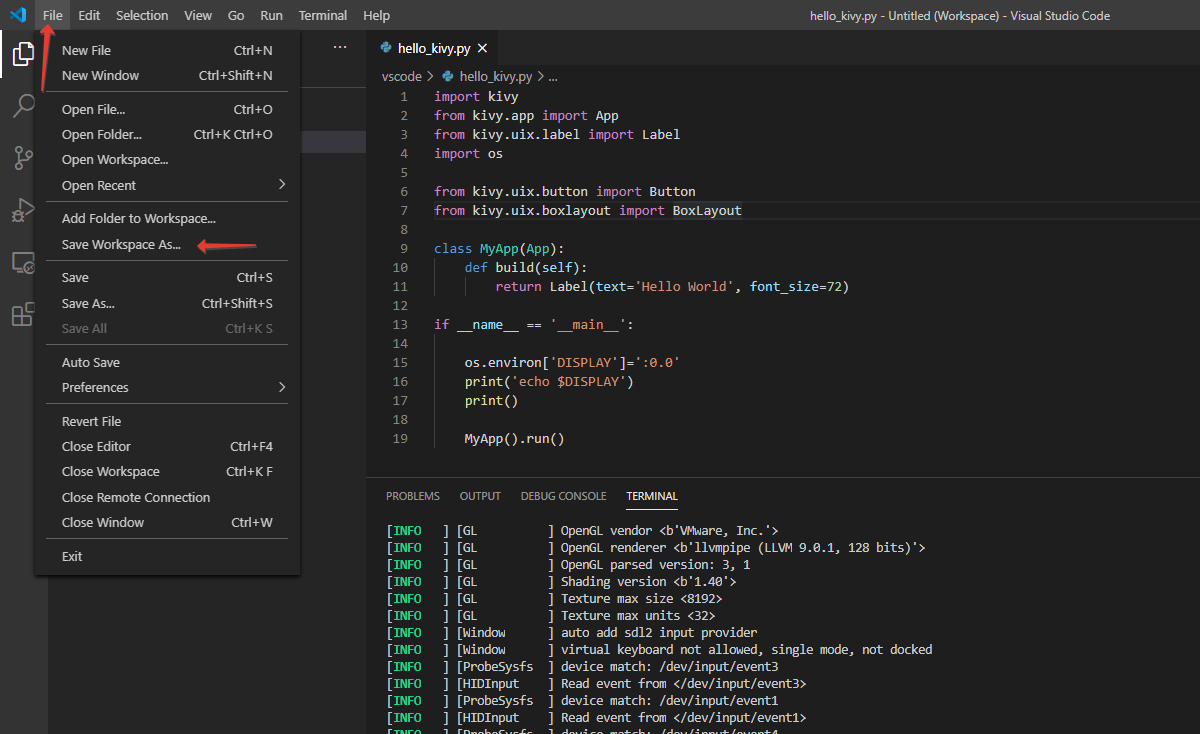 File Edit Selection View Go Run Terminal Help
hello_kivy.py - Untitled (Workspace) - Visual Studio Code
New File Ctrl+N
New Window Ctrl+Shift+N
Open File... Ctrl+O
Open Folder... Ctrl+K Ctrl+O
Open Workspace...
Open Recent
Add Folder to Workspace...
Save Workspace As...
Save Ctrl+S
Save As... Ctrl+Shift+S
Save All Ctrl+K S
Auto Save
Preferences
Revert File
Close Editor Ctrl+F4
Close Workspace Ctrl+K F
Close Remote Connection
Close Window Ctrl+W
Exit
...
hello_kivy.py
vscode > hello_kivy.py > ...
1 import kivy
2 from kivy.app import App
3 from kivy.uix.label import Label
4 import os
5
6 from kivy.uix.button import Button
7 from kivy.uix.boxlayout import BoxLayout
8
9 class MyApp(App):
10     def build(self):
11         return Label(text='Hello World', font_size=72)
12
13 if __name__ == '__main__':
14
15     os.environ['DISPLAY']=':0.0'
16     print('echo $DISPLAY')
17     print()
18
19     MyApp().run()
PROBLEMS OUTPUT DEBUG CONSOLE TERMINAL
[INFO   ] [GL          ] OpenGL vendor <b'VMware, Inc.'>
[INFO   ] [GL          ] OpenGL renderer <b'llvmpipe (LLVM 9.0.1, 128 bits)'>
[INFO   ] [GL          ] OpenGL parsed version: 3, 1
[INFO   ] [GL          ] Shading version <b'1.40'>
[INFO   ] [GL          ] Texture max size <8192>
[INFO   ] [GL          ] Texture max units <32>
[INFO   ] [Window      ] auto add sdl2 input provider
[INFO   ] [Window      ] virtual keyboard not allowed, single mode, not docked
[INFO   ] [ProbeSysfs  ] device match: /dev/input/event3
[INFO   ] [HIDInput    ] Read event from </dev/input/event3>
[INFO   ] [ProbeSysfs  ] device match: /dev/input/event1
[INFO   ] [HIDInput    ] Read event from </dev/input/event1>
[INFO   ] [ProbeSysfs  ] device match: /dev/input/event4